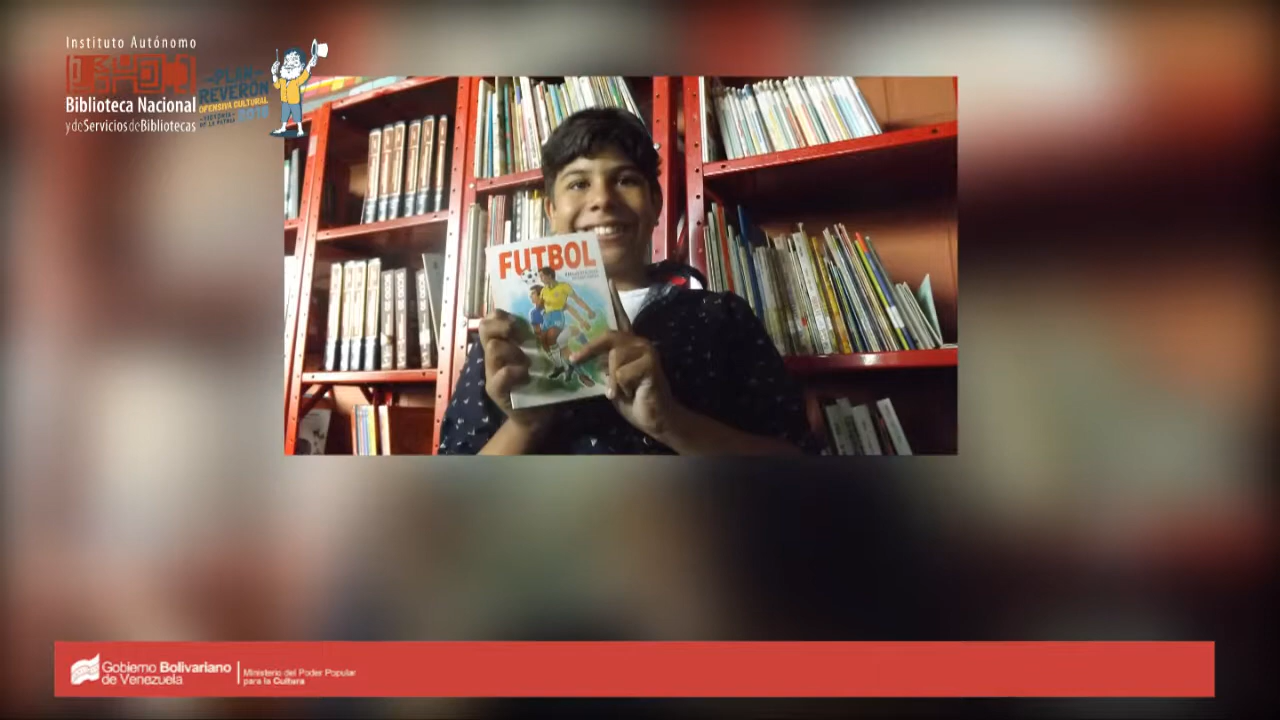 Instituto Autónomo
Biblioteca Nacional
y de Servicios de Bibliotecas
PLAN
REVERÓN
OFENSIVA CULTURAL
2018
FUTBOL
Gobierno Bolivariano
de Venezuela
Ministerio del Poder Popular
para la Cultura